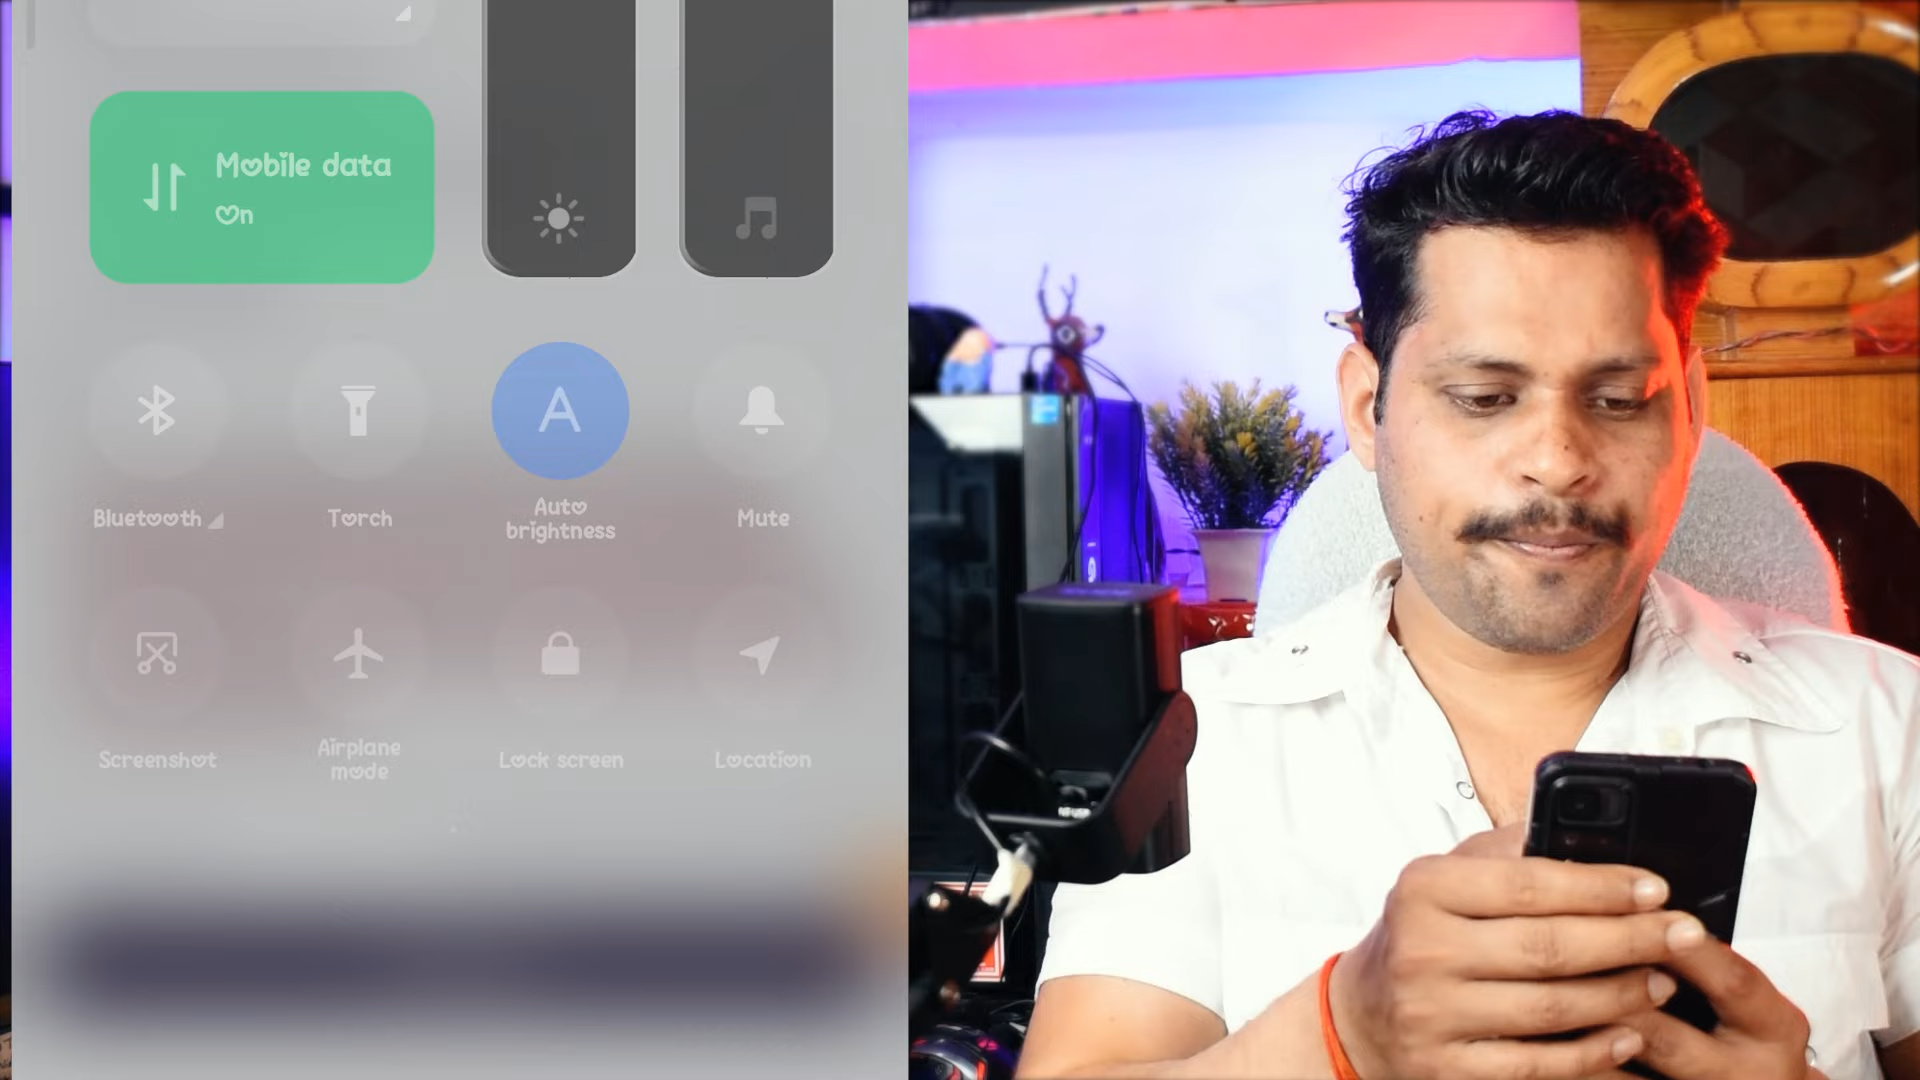 Mobile data
On
Bluetooth
Torch
Auto
brightness
Mute
Screenshot
Airplane
mode
Lock screen
Location